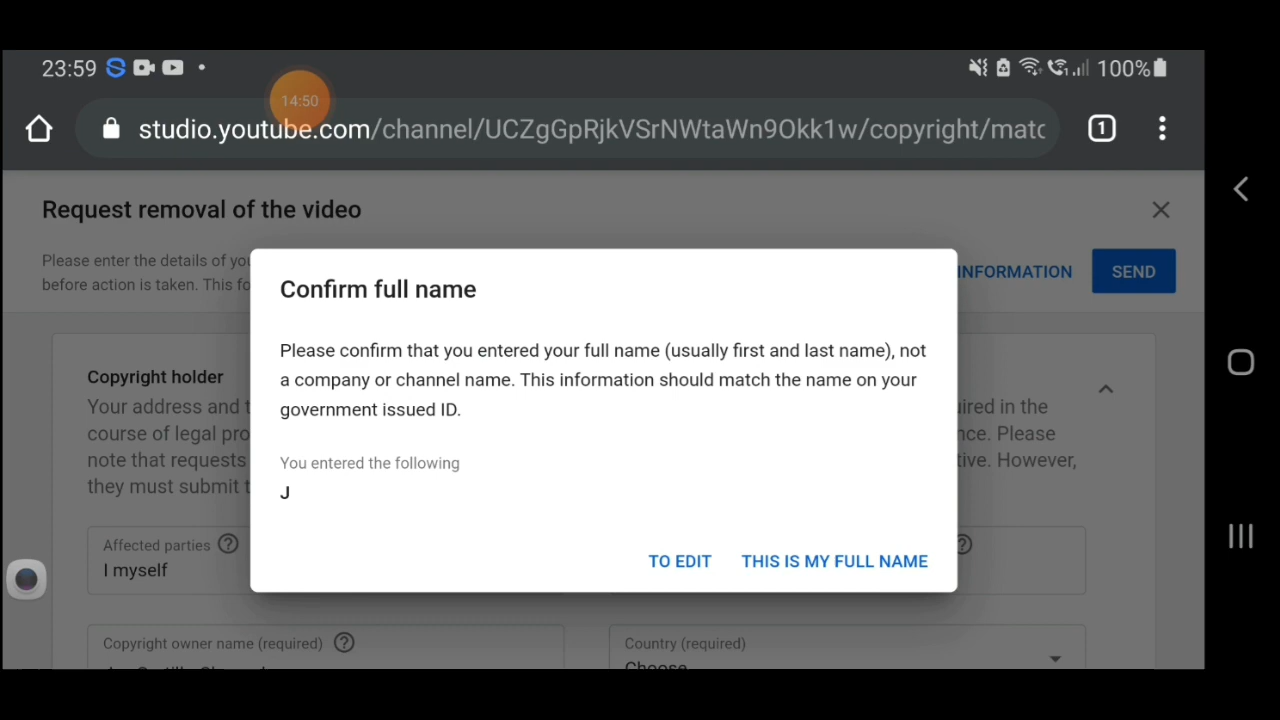 23:59
100%
14:50
studio.youtube.com/channel/UCZgGpRjkVSrNWtaWn9Okk1w/copyright/matc
1
Request removal of the video
Please enter the details of you
before action is taken. This fo
INFORMATION
SEND
Confirm full name
Please confirm that you entered your full name (usually first and last name), not
a company or channel name. This information should match the name on your
government issued ID.
You entered the following
J
TO EDIT
THIS IS MY FULL NAME
Copyright holder
Your address and t
ired in the
course of legal pro
nce. Please
note that requests
tive. However,
they must submit t
Affected parties
I myself
Copyright owner name (required)
Country (required)
Choose